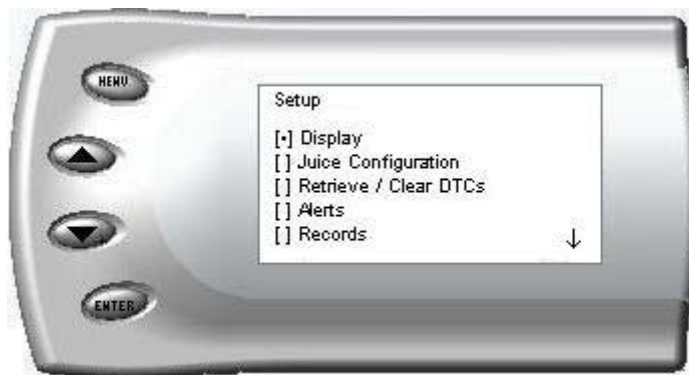 MENU
Setup
[•] Display
[ ] Juice Configuration
[ ] Retrieve / Clear DTCs
[ ] Alerts
[ ] Records
ENTER